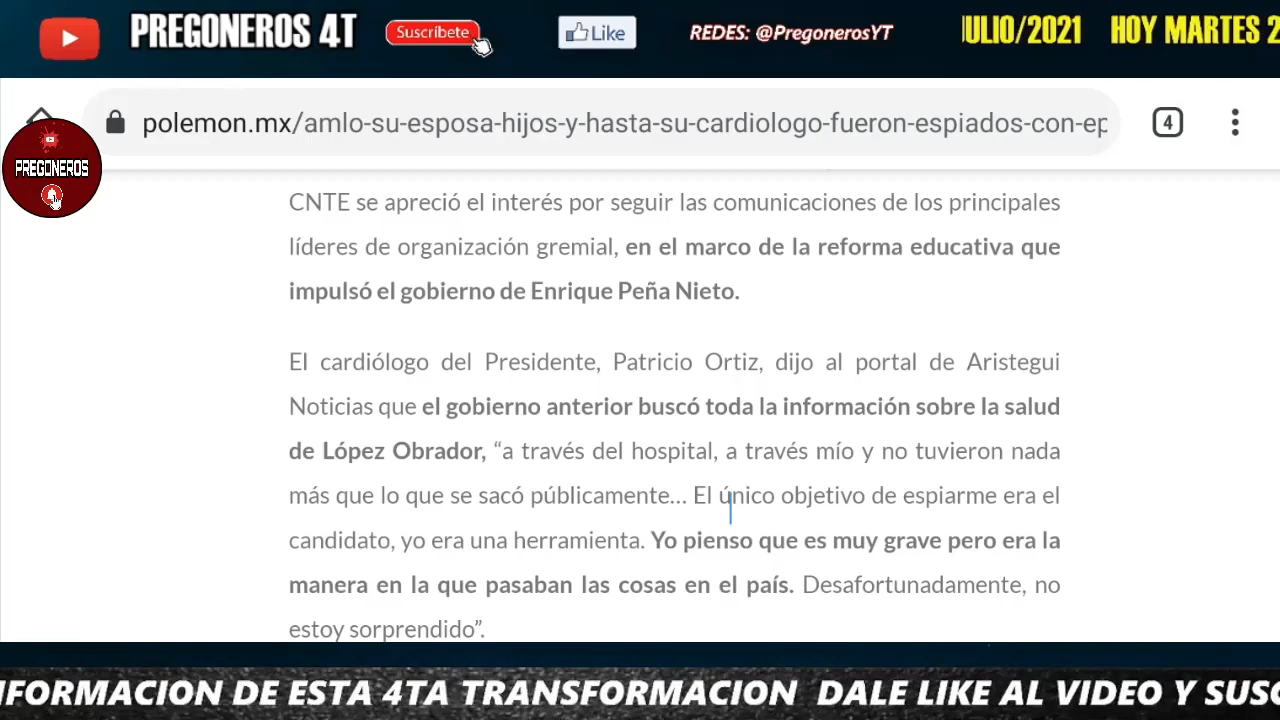 PREGONEROS 4T
Suscríbete
Like
REDES: @PregonerosYT
ULIO/2021 HOY MARTES 2
polemon.mx/amlo-su-esposa-hijos-y-hasta-su-cardiologo-fueron-espiados-con-ep
4
PREGONEROS
CNTE se apreció el interés por seguir las comunicaciones de los principales
líderes de organización gremial, en el marco de la reforma educativa que
impulsó el gobierno de Enrique Peña Nieto.
El cardiólogo del Presidente, Patricio Ortiz, dijo al portal de Aristegui
Noticias que el gobierno anterior buscó toda la información sobre la salud
de López Obrador, “a través del hospital, a través mío y no tuvieron nada
más que lo que se sacó públicamente… El único objetivo de espiarme era el
candidato, yo era una herramienta. Yo pienso que es muy grave pero era la
manera en la que pasaban las cosas en el país. Desafortunadamente, no
estoy sorprendido”.
NFORMACION DE ESTA 4TA TRANSFORMACION DALE LIKE AL VIDEO Y SUSC